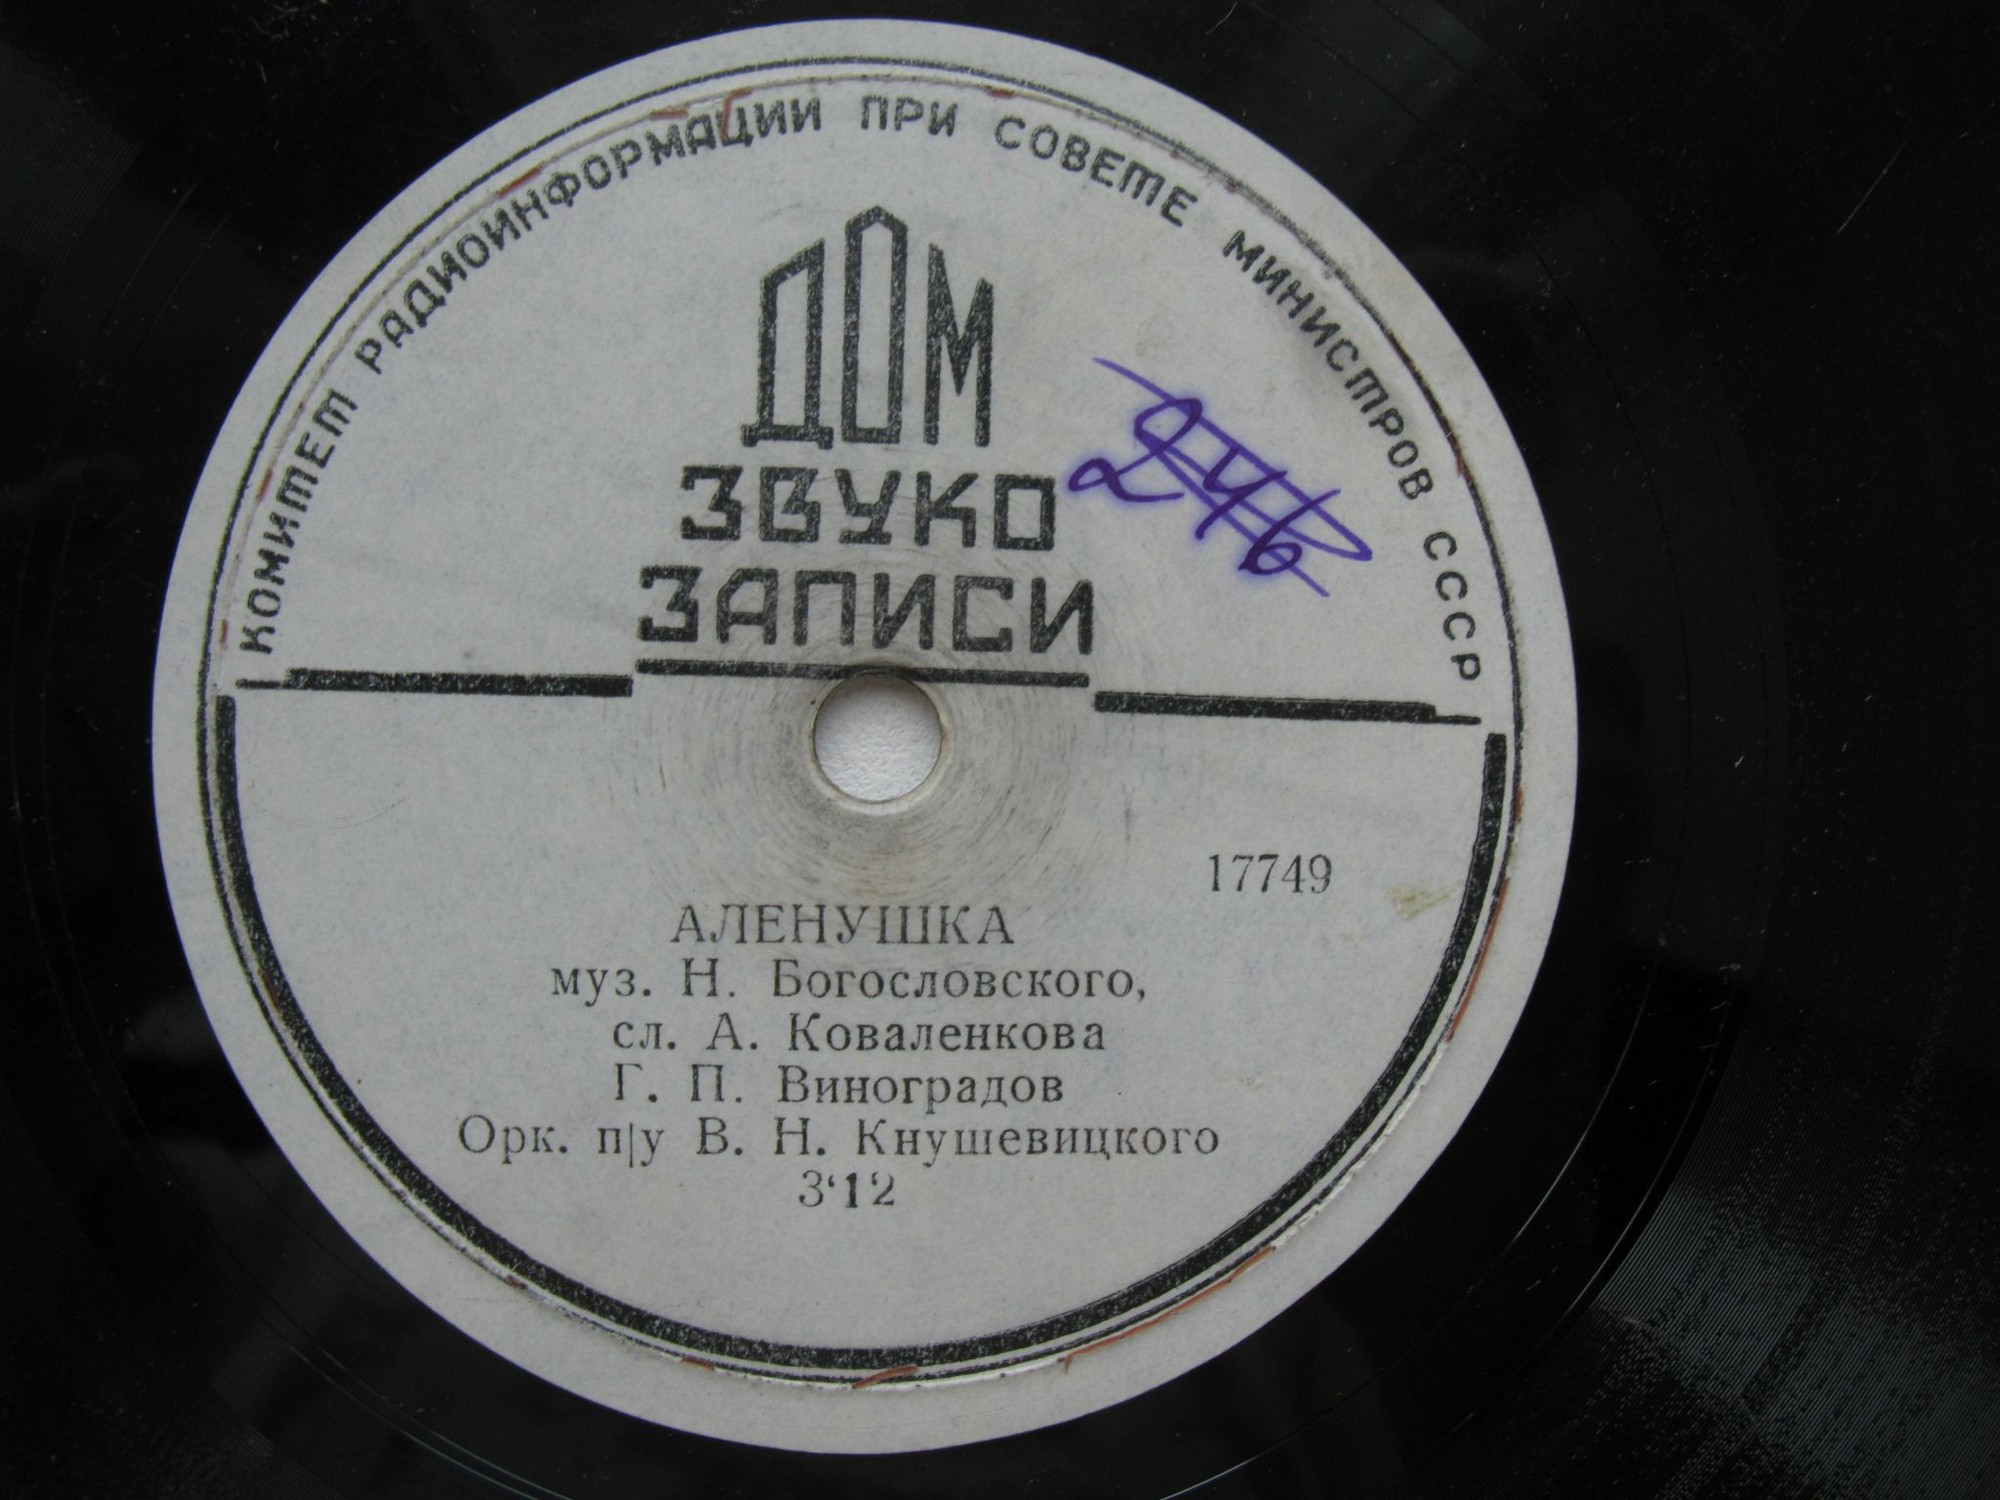 КОМИТЕТ РАДИОИНФОРМАЦИИ ПРИ СОВЕТЕ МИНИСТРОВ СССР
ДОМ
ЗВУКО
ЗАПИСИ
246
17749
АЛЕНУШКА
муз. Н. Богословского,
сл. А. Коваленкова
Г. П. Виноградов
Орк. п|у В. Н. Кнушевицкого
3‘12